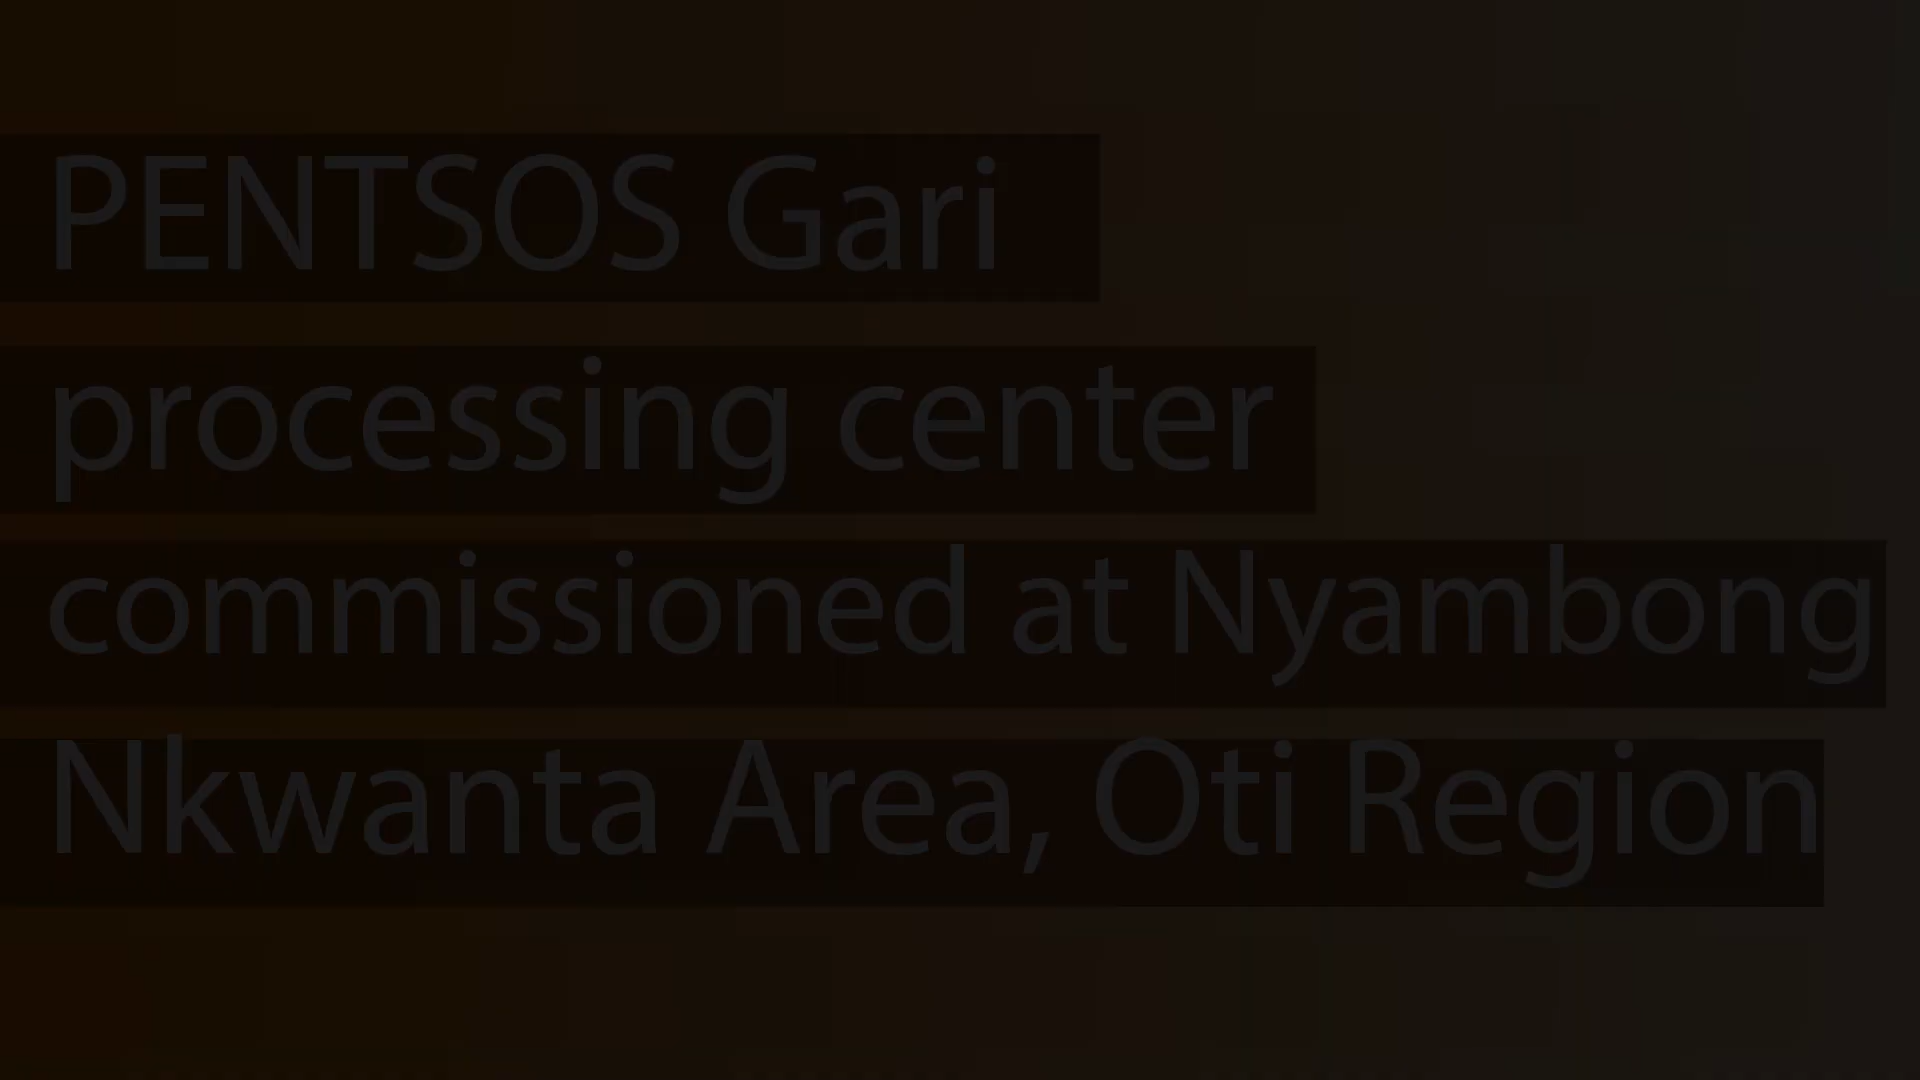 PENTSOS Gari
processing center
commissioned at Nyambong
Nkwanta Area, Oti Region